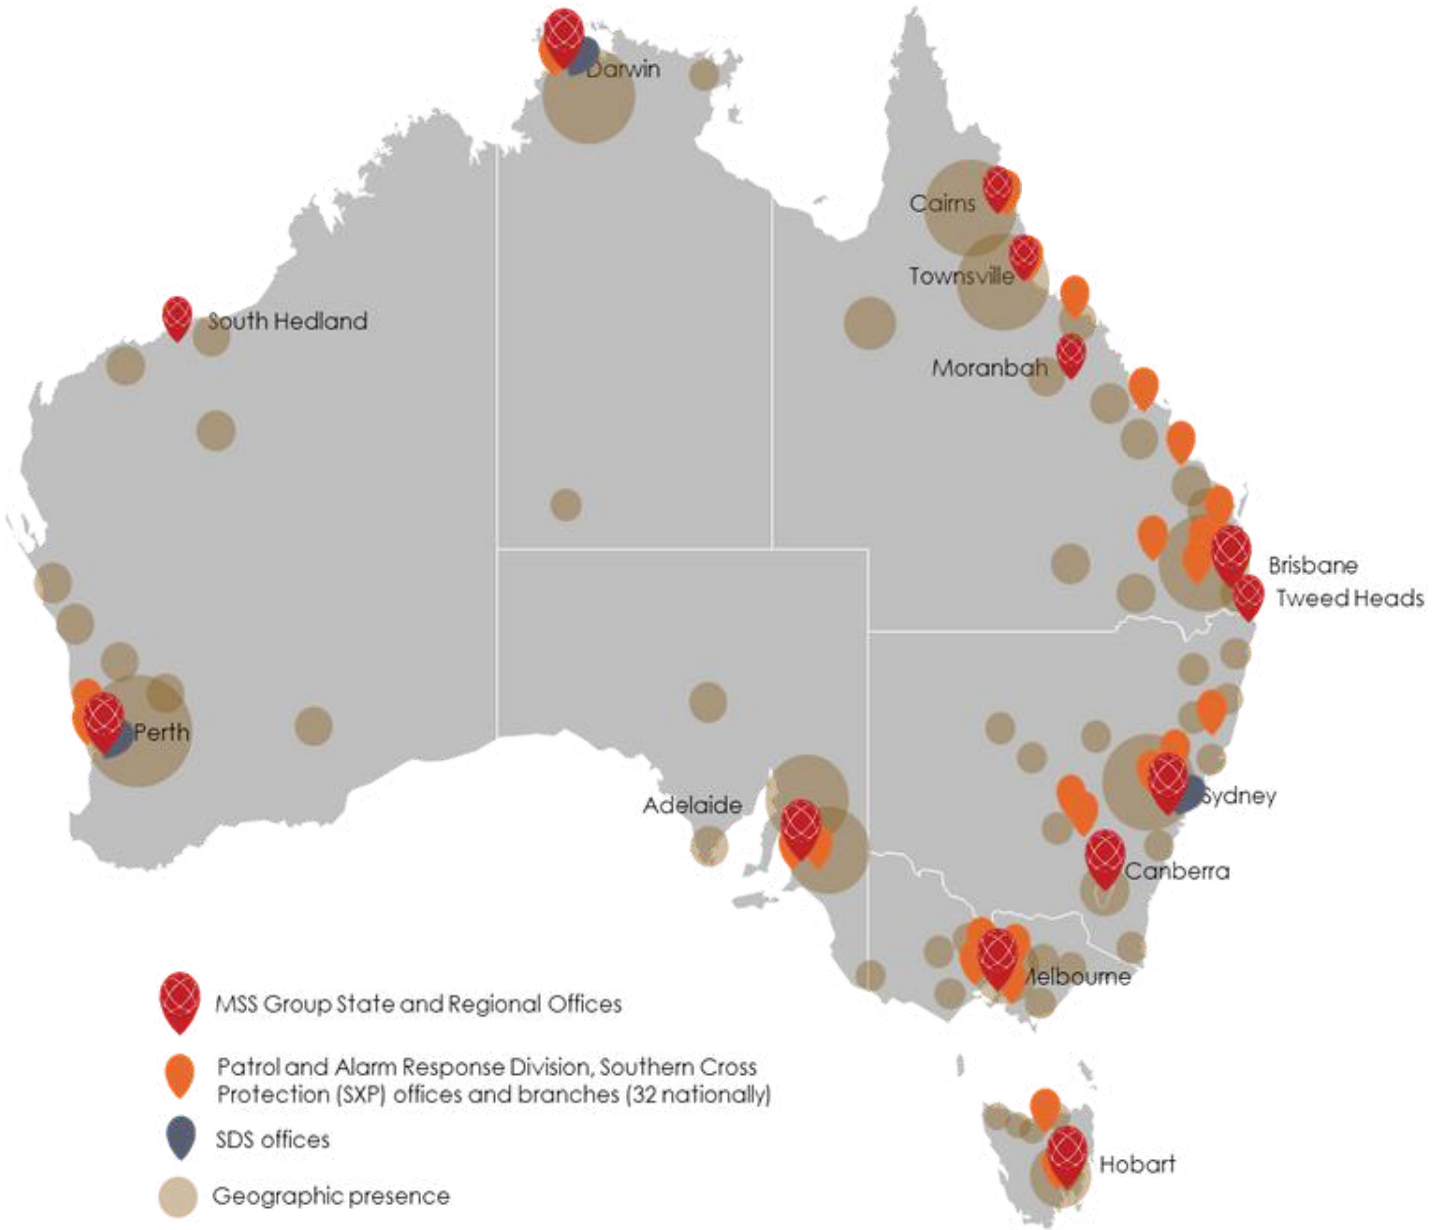 Darwin
Cairns
Townsville
South Hedland
Moranbah
Brisbane
Tweed Heads
Perth
Adelaide
Sydney
Canberra
Melbourne
MSS Group State and Regional Offices
Patrol and Alarm Response Division, Southern Cross
Protection (SXP) offices and branches (32 nationally)
SDS offices
Hobart
Geographic presence